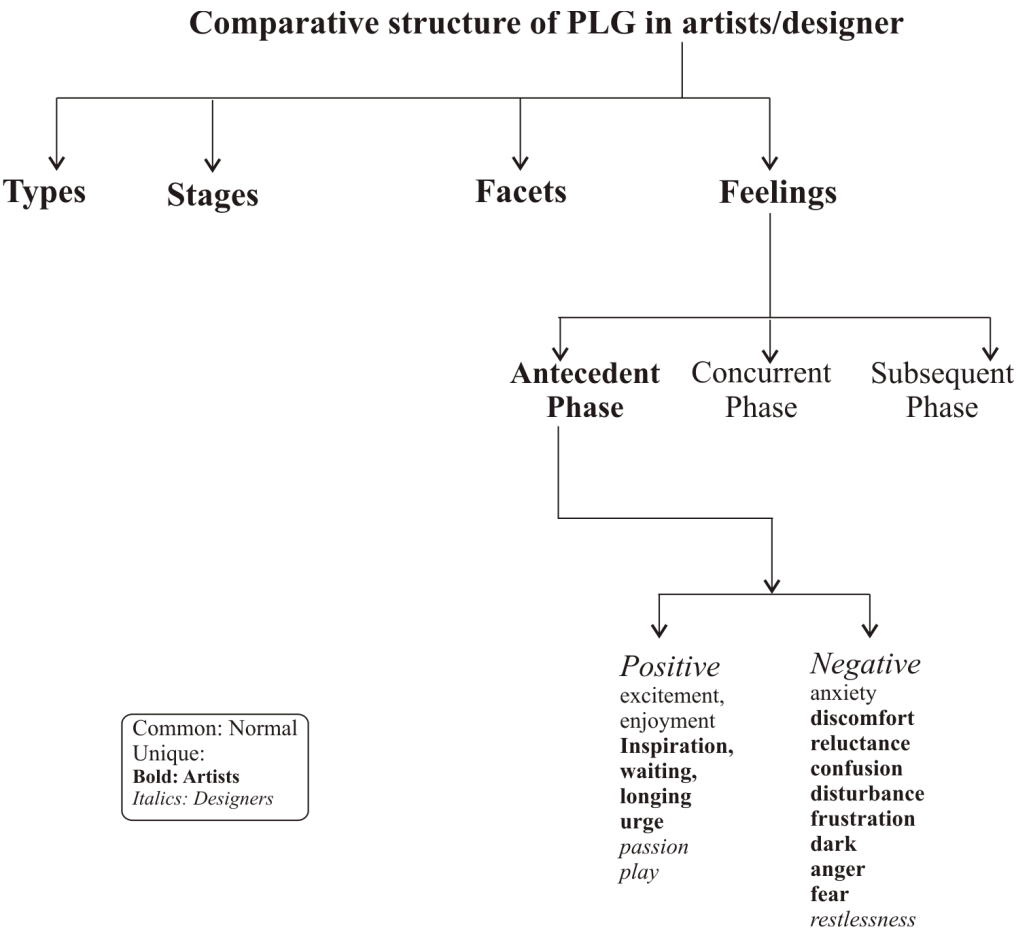 Comparative structure of PLG in artists/designer
Types
Stages
Facets
Feelings
Antecedent
Phase
Concurrent
Phase
Subsequent
Phase
Positive
excitement,
enjoyment
Inspiration,
waiting,
longing
urge
passion
play
Negative
anxiety
discomfort
reluctance
confusion
disturbance
frustration
dark
anger
fear
restlessness
Common: Normal
Unique:
Bold: Artists
Italics: Designers